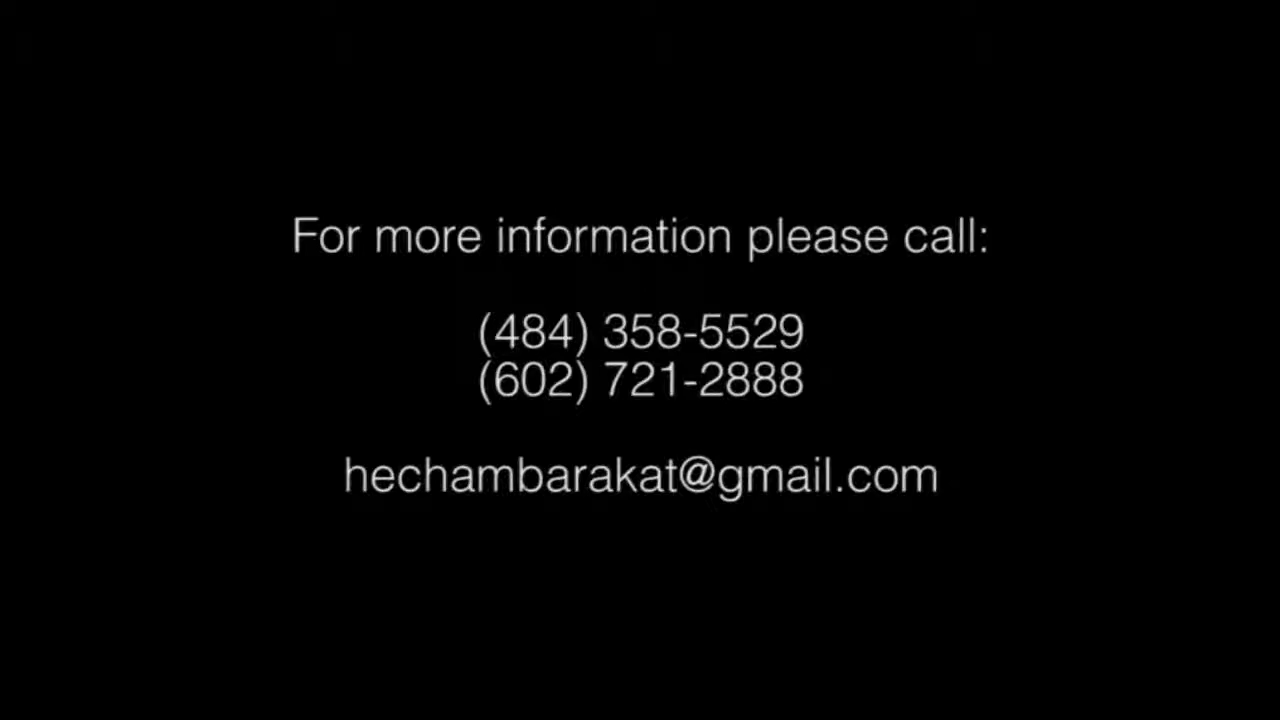 For more information please call:
(484) 358-5529
(602) 721-2888
hechambarakat@gmail.com